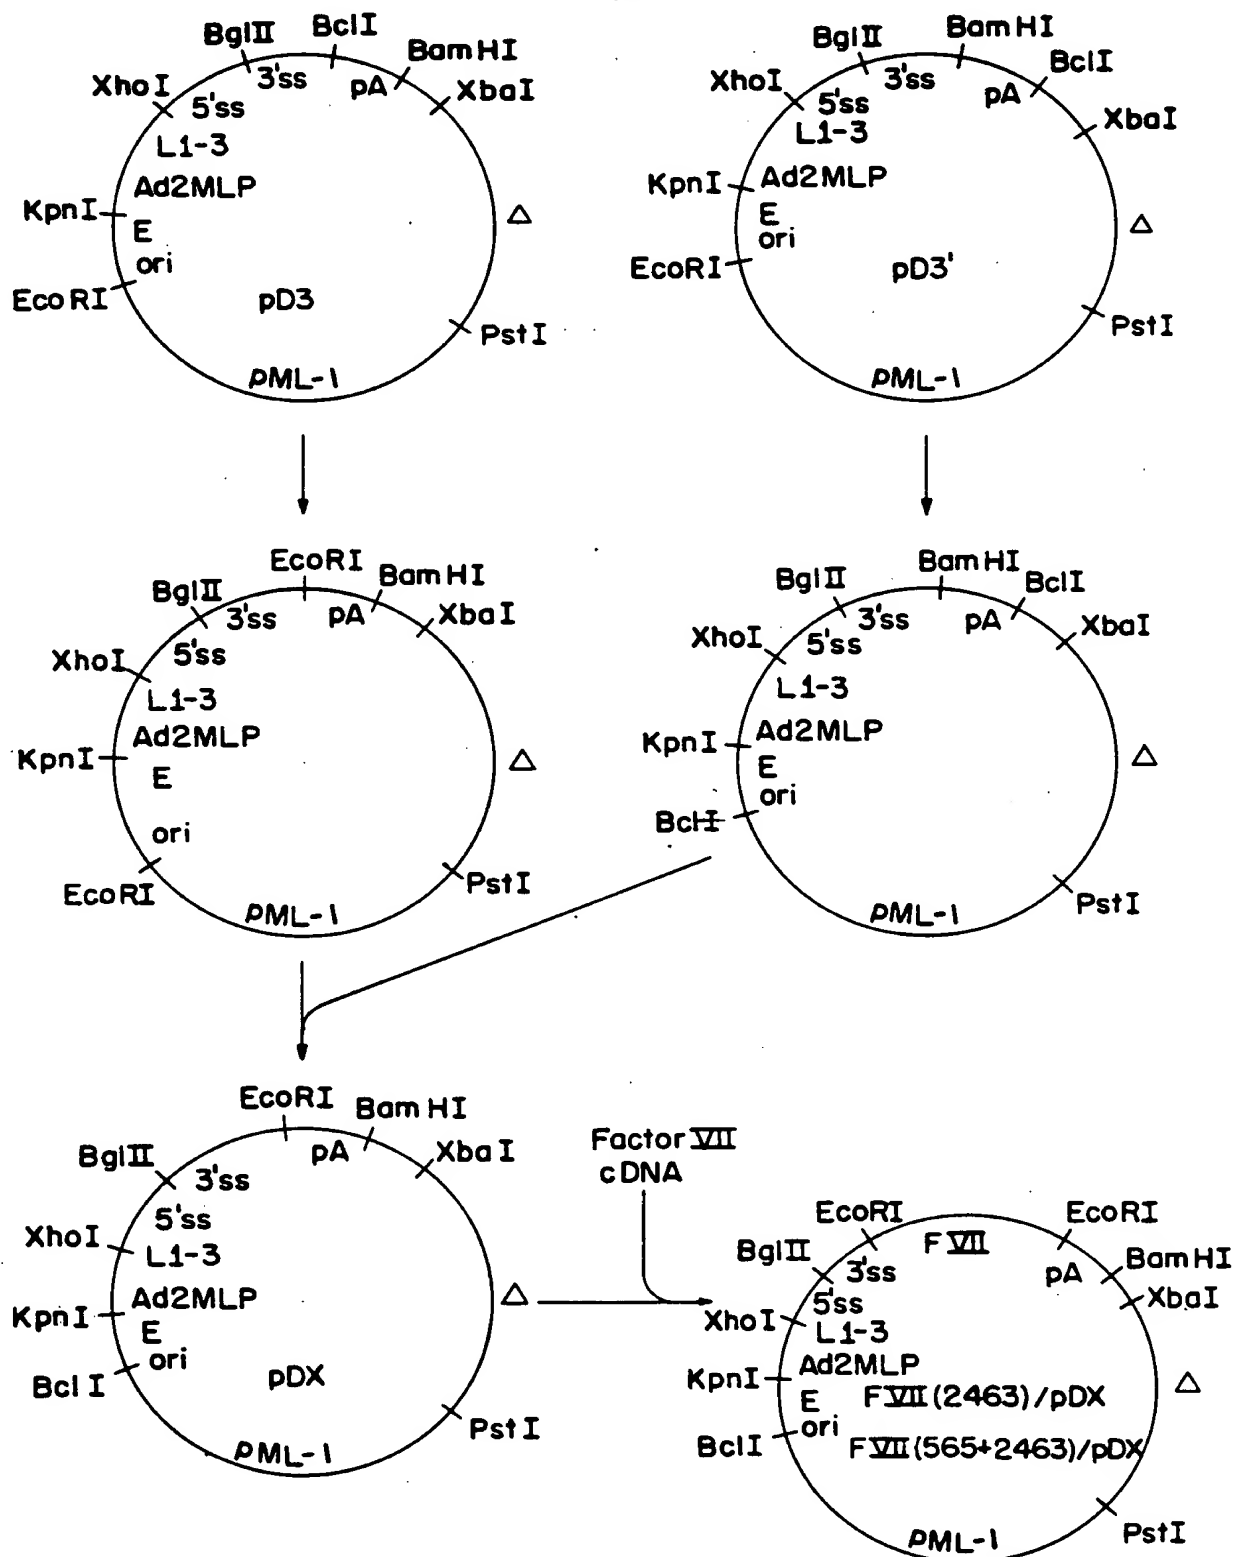 BglII
BclI
BamHI
XhoI
3'ss
pA
XbaI
5'ss
L1-3
Ad2MLP
KpnI
E
ori
EcoRI
pD3
PstI
pML-1
△
BglII
BamHI
BclI
XhoI
3'ss
pA
XbaI
5'ss
L1-3
KpnI
Ad2MLP
E
ori
EcoRI
pD3'
PstI
pML-1
△
EcoRI
BglII
BamHI
3'ss
pA
XbaI
XhoI
5'ss
L1-3
Ad2MLP
KpnI
E
ori
EcoRI
PstI
pML-1
△
BamHI
BglII
BclI
3'ss
pA
XbaI
XhoI
5'ss
L1-3
KpnI
Ad2MLP
E
ori
BclI
PstI
pML-1
△
EcoRI
BamHI
BglII
pA
XbaI
3'ss
5'ss
XhoI
L1-3
Ad2MLP
KpnI
E
ori
BclI
pDX
PstI
pML-1
△
Factor VII
cDNA
EcoRI
FVII
EcoRI
BglII
3'ss
pA
BamHI
XbaI
5'ss
XhoI
L1-3
Ad2MLP
KpnI
E
FVII(2463)/pDX
ori
BclI
FVII(565+2463)/pDX
PstI
pML-1
△